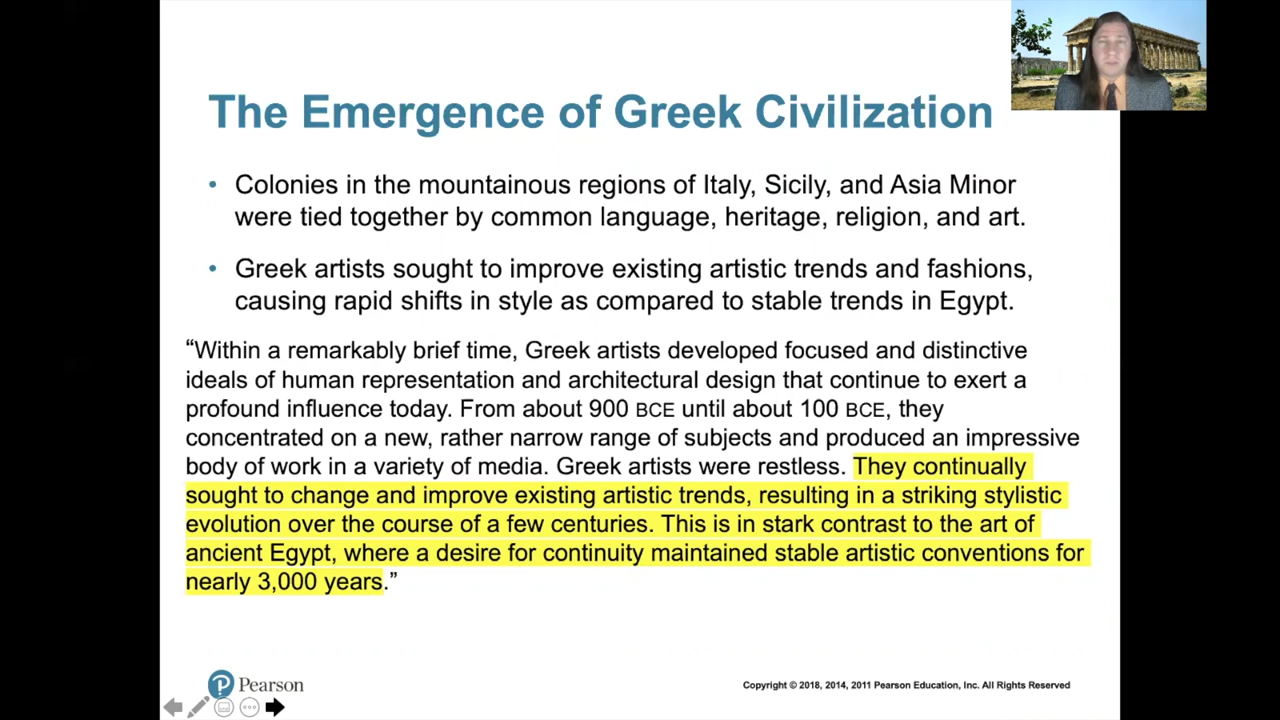 The Emergence of Greek Civilization
• Colonies in the mountainous regions of Italy, Sicily, and Asia Minor
were tied together by common language, heritage, religion, and art.
• Greek artists sought to improve existing artistic trends and fashions,
causing rapid shifts in style as compared to stable trends in Egypt.
“Within a remarkably brief time, Greek artists developed focused and distinctive
ideals of human representation and architectural design that continue to exert a
profound influence today. From about 900 BCE until about 100 BCE, they
concentrated on a new, rather narrow range of subjects and produced an impressive
body of work in a variety of media. Greek artists were restless. They continually
sought to change and improve existing artistic trends, resulting in a striking stylistic
evolution over the course of a few centuries. This is in stark contrast to the art of
ancient Egypt, where a desire for continuity maintained stable artistic conventions for
nearly 3,000 years.”
P Pearson
Copyright © 2018, 2014, 2011 Pearson Education, Inc. All Rights Reserved